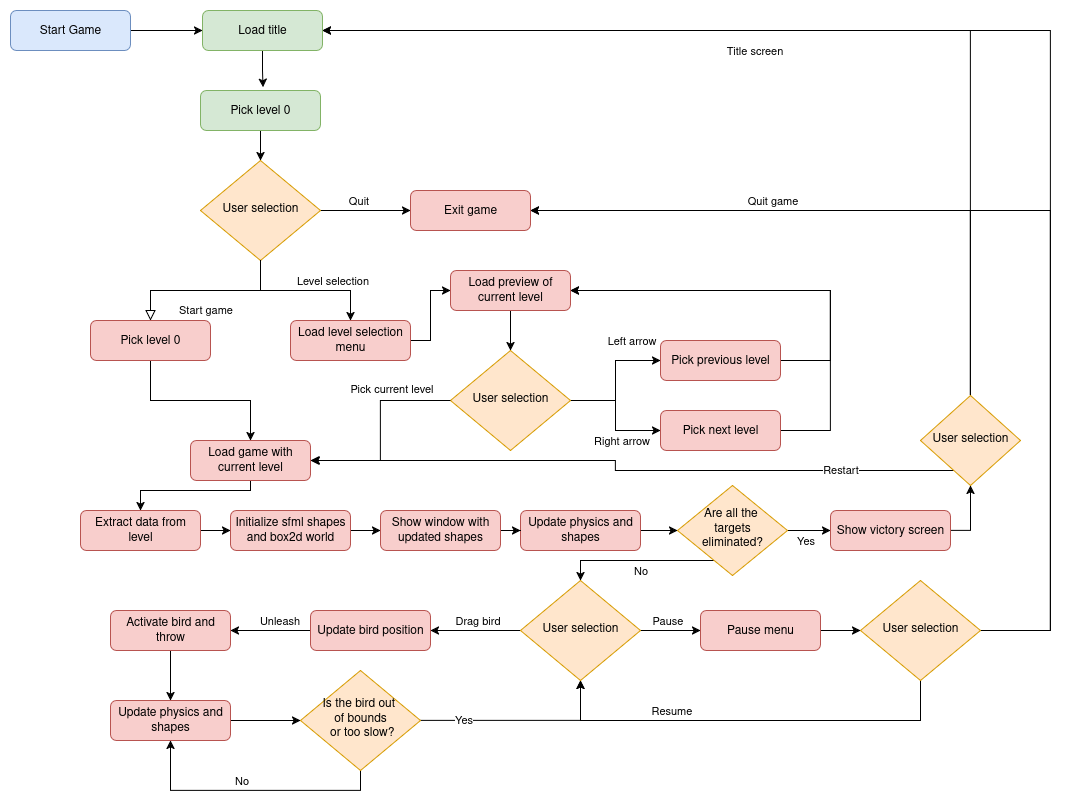 Start Game
Load title
Title screen
Pick level 0
User selection
Quit
Exit game
Quit game
Level selection
Start game
Pick level 0
Load level selection
menu
Load preview of
current level
Left arrow
Pick previous level
User selection
Pick current level
Right arrow
Pick next level
User selection
Load game with
current level
Restart
Extract data from
level
Initialize sfml shapes
and box2d world
Show window with
updated shapes
Update physics and
shapes
Are all the
targets
eliminated?
Yes
Show victory screen
No
Activate bird and
throw
Unleash
Update bird position
Drag bird
User selection
Pause
Pause menu
User selection
Update physics and
shapes
Is the bird out
of bounds
or too slow?
Yes
Resume
No